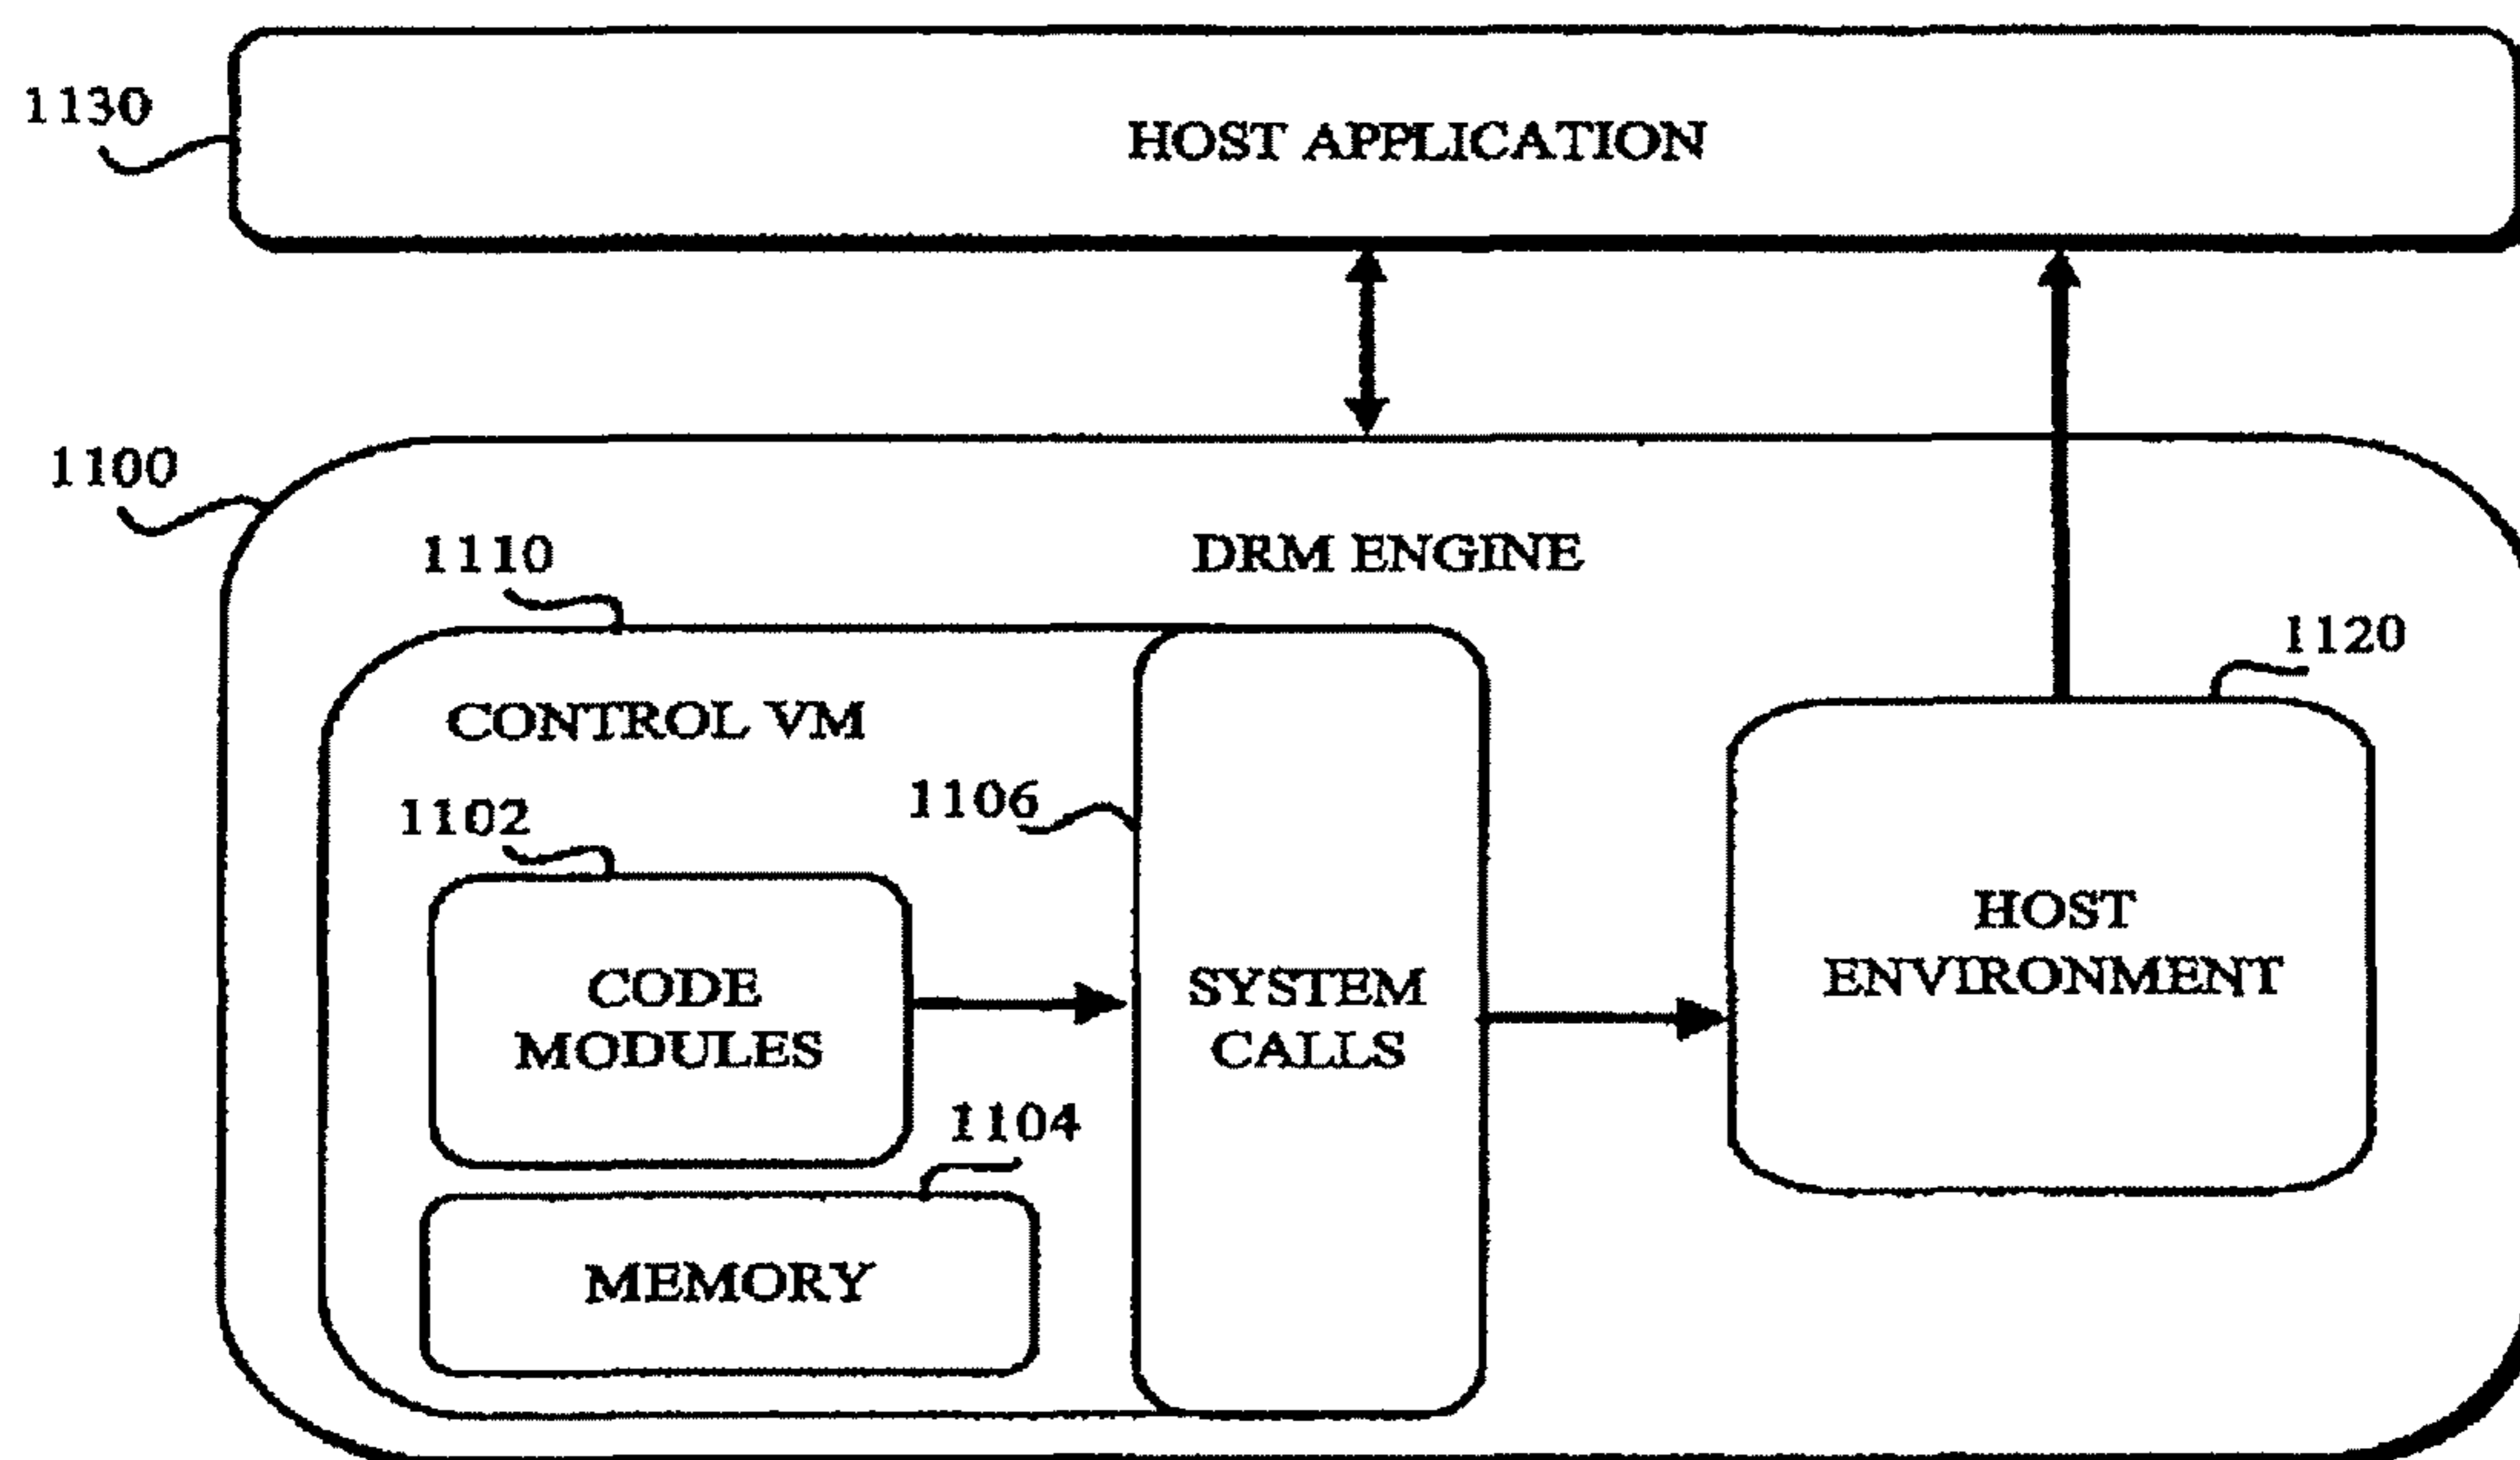 1130
HOST APPLICATION
1100
1110
DRM ENGINE
1120
CONTROL VM
1102
1106
CODE
MODULES
SYSTEM
CALLS
HOST
ENVIRONMENT
1104
MEMORY